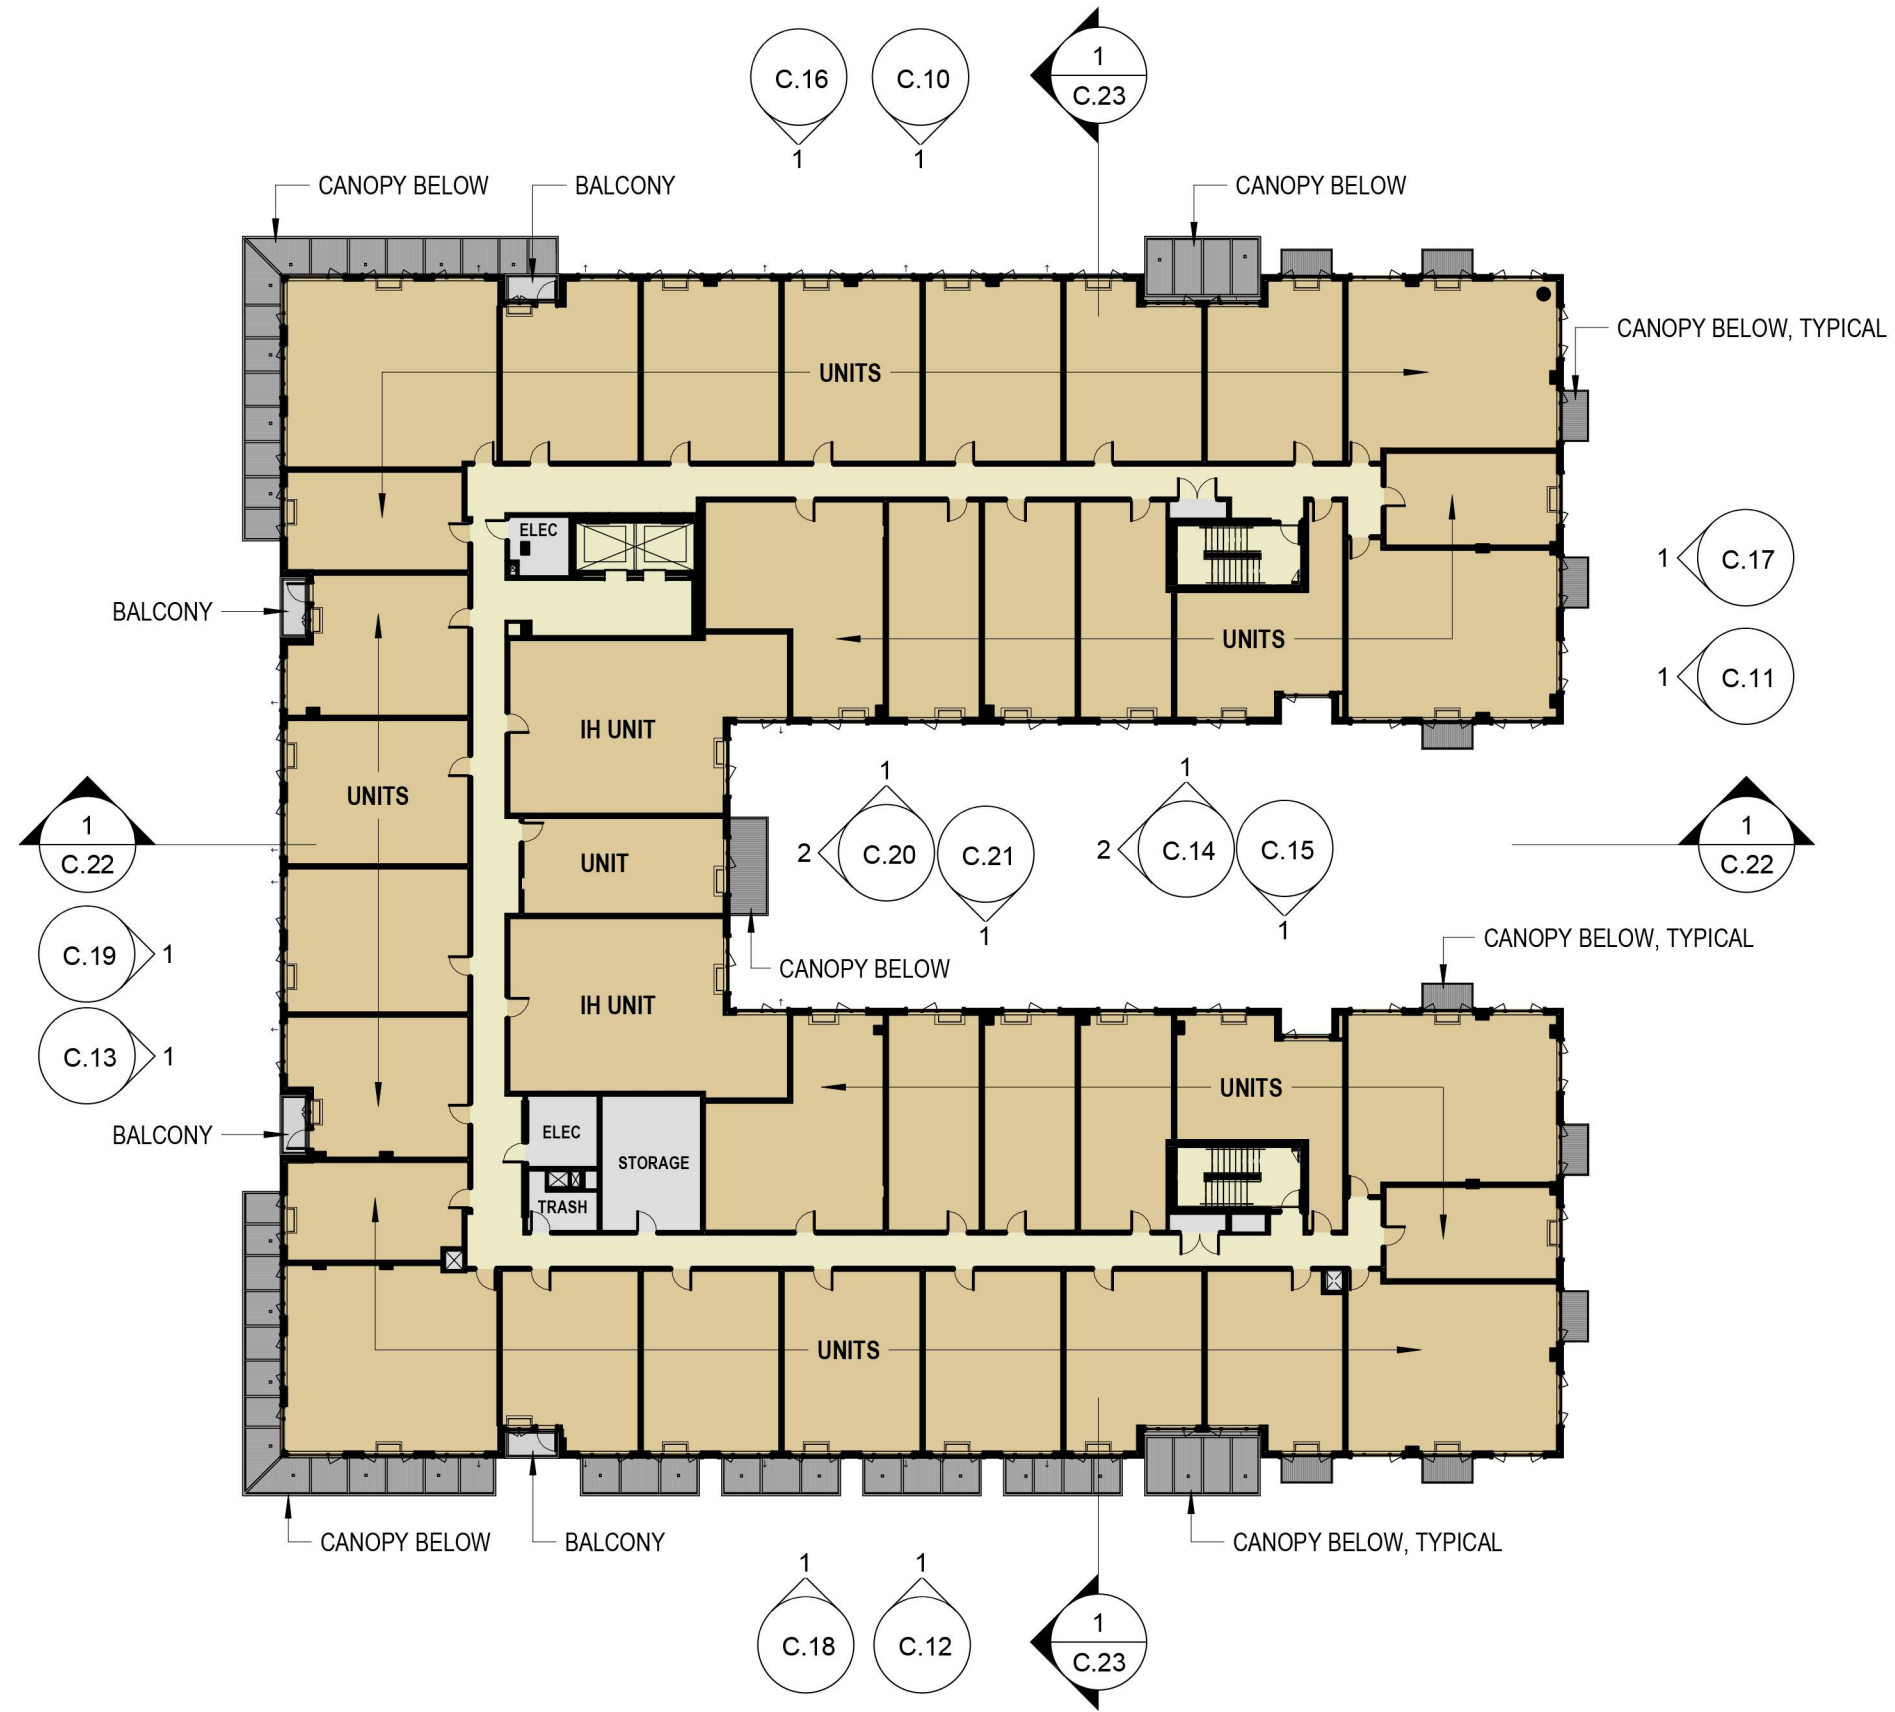 C.16
1
C.10
1
1
C.23
CANOPY BELOW
BALCONY
CANOPY BELOW
CANOPY BELOW, TYPICAL
UNITS
ELEC
1
C.17
BALCONY
UNITS
1
C.11
IH UNIT
UNITS
1
C.22
1
2
C.20
C.21
1
1
2
C.14
C.15
1
1
C.22
UNIT
C.19
1
CANOPY BELOW
CANOPY BELOW, TYPICAL
IH UNIT
C.13
1
UNITS
BALCONY
ELEC
STORAGE
TRASH
UNITS
CANOPY BELOW
BALCONY
CANOPY BELOW, TYPICAL
1
C.18
1
C.12
1
C.23